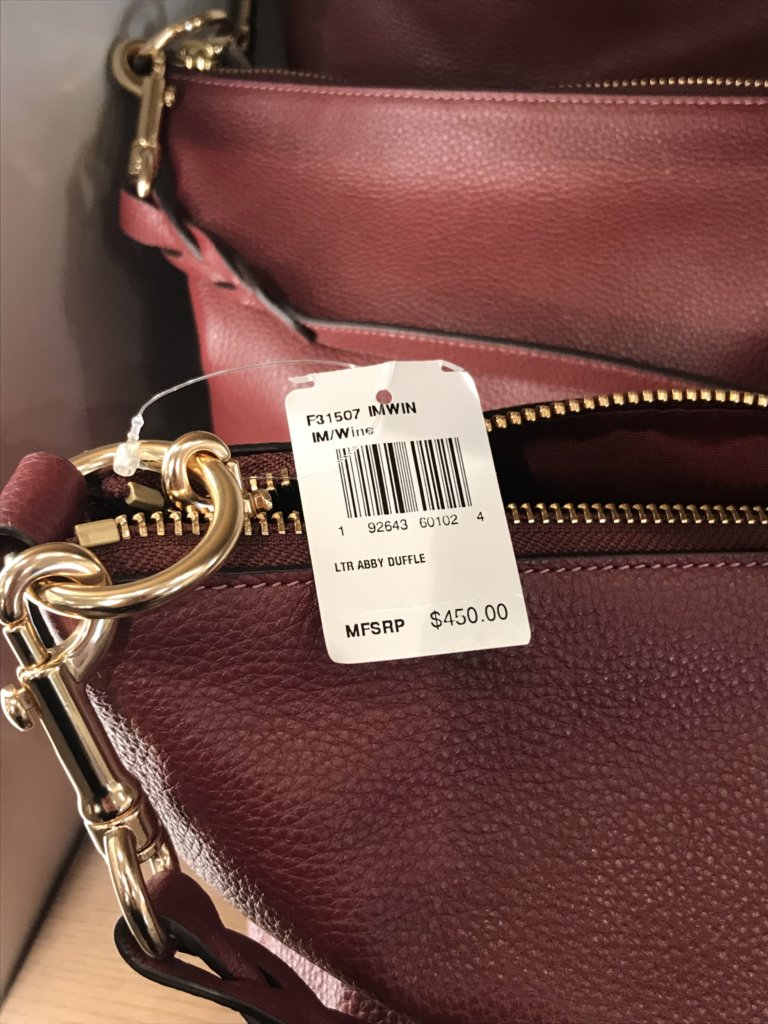 F31507 IMWIN
IM/Wine
1 92643 60102 4
LTR ABBY DUFFLE
MFSRP $450.00